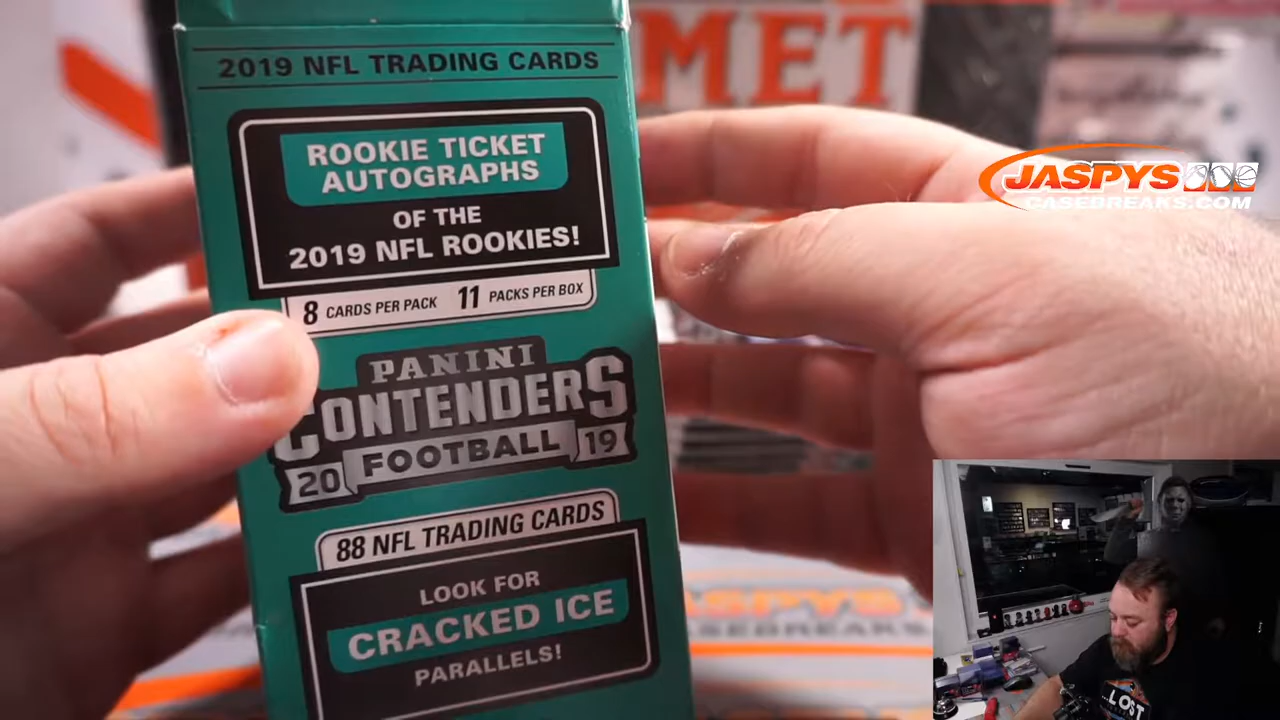 MET
2019 NFL TRADING CARDS
ROOKIE TICKET
AUTOGRAPHS
OF THE
2019 NFL ROOKIES!
8 CARDS PER PACK 11 PACKS PER BOX
PANINI
CONTENDERS
20 FOOTBALL 19
88 NFL TRADING CARDS
LOOK FOR
CRACKED ICE
PARALLELS!
JASPYS
CASEBREAKS.COM
JASPYS
CASEBREAKS.
LOST